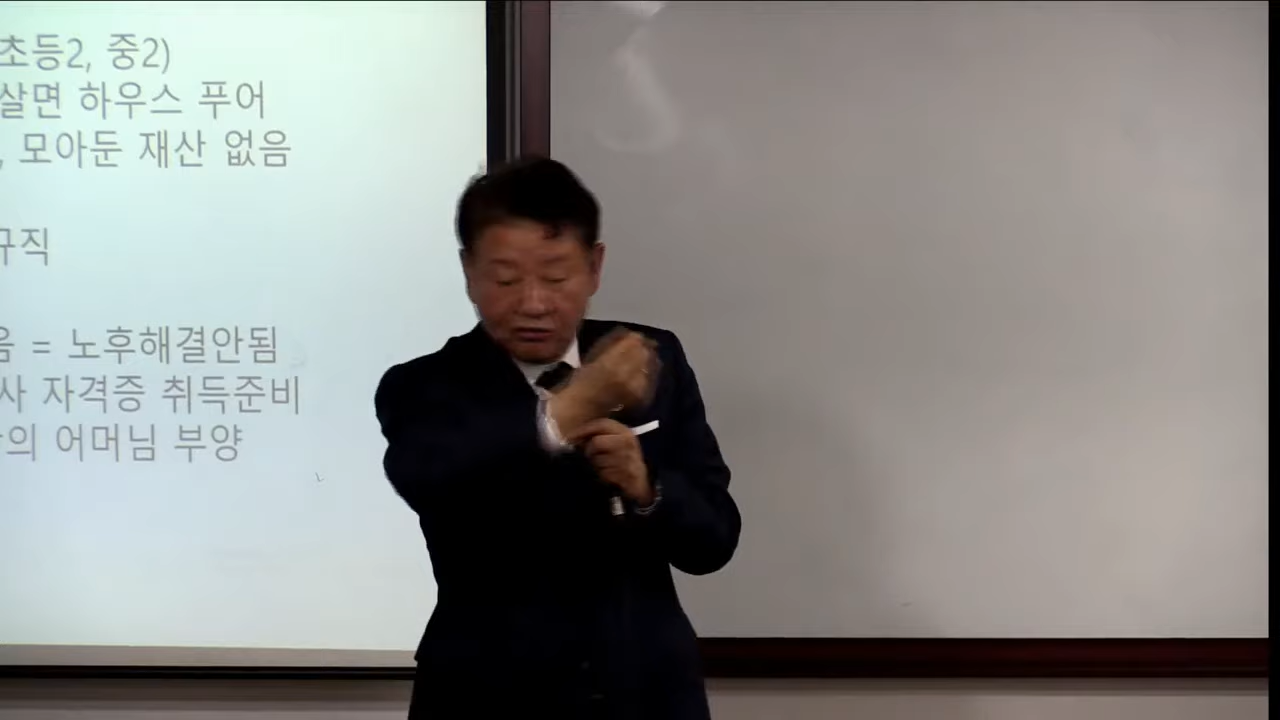 초등2, 중2)
살면 하우스 푸어
, 모아둔 재산 없음
구직
음 = 노후해결안됨
사 자격증 취득준비
의 어머님 부양